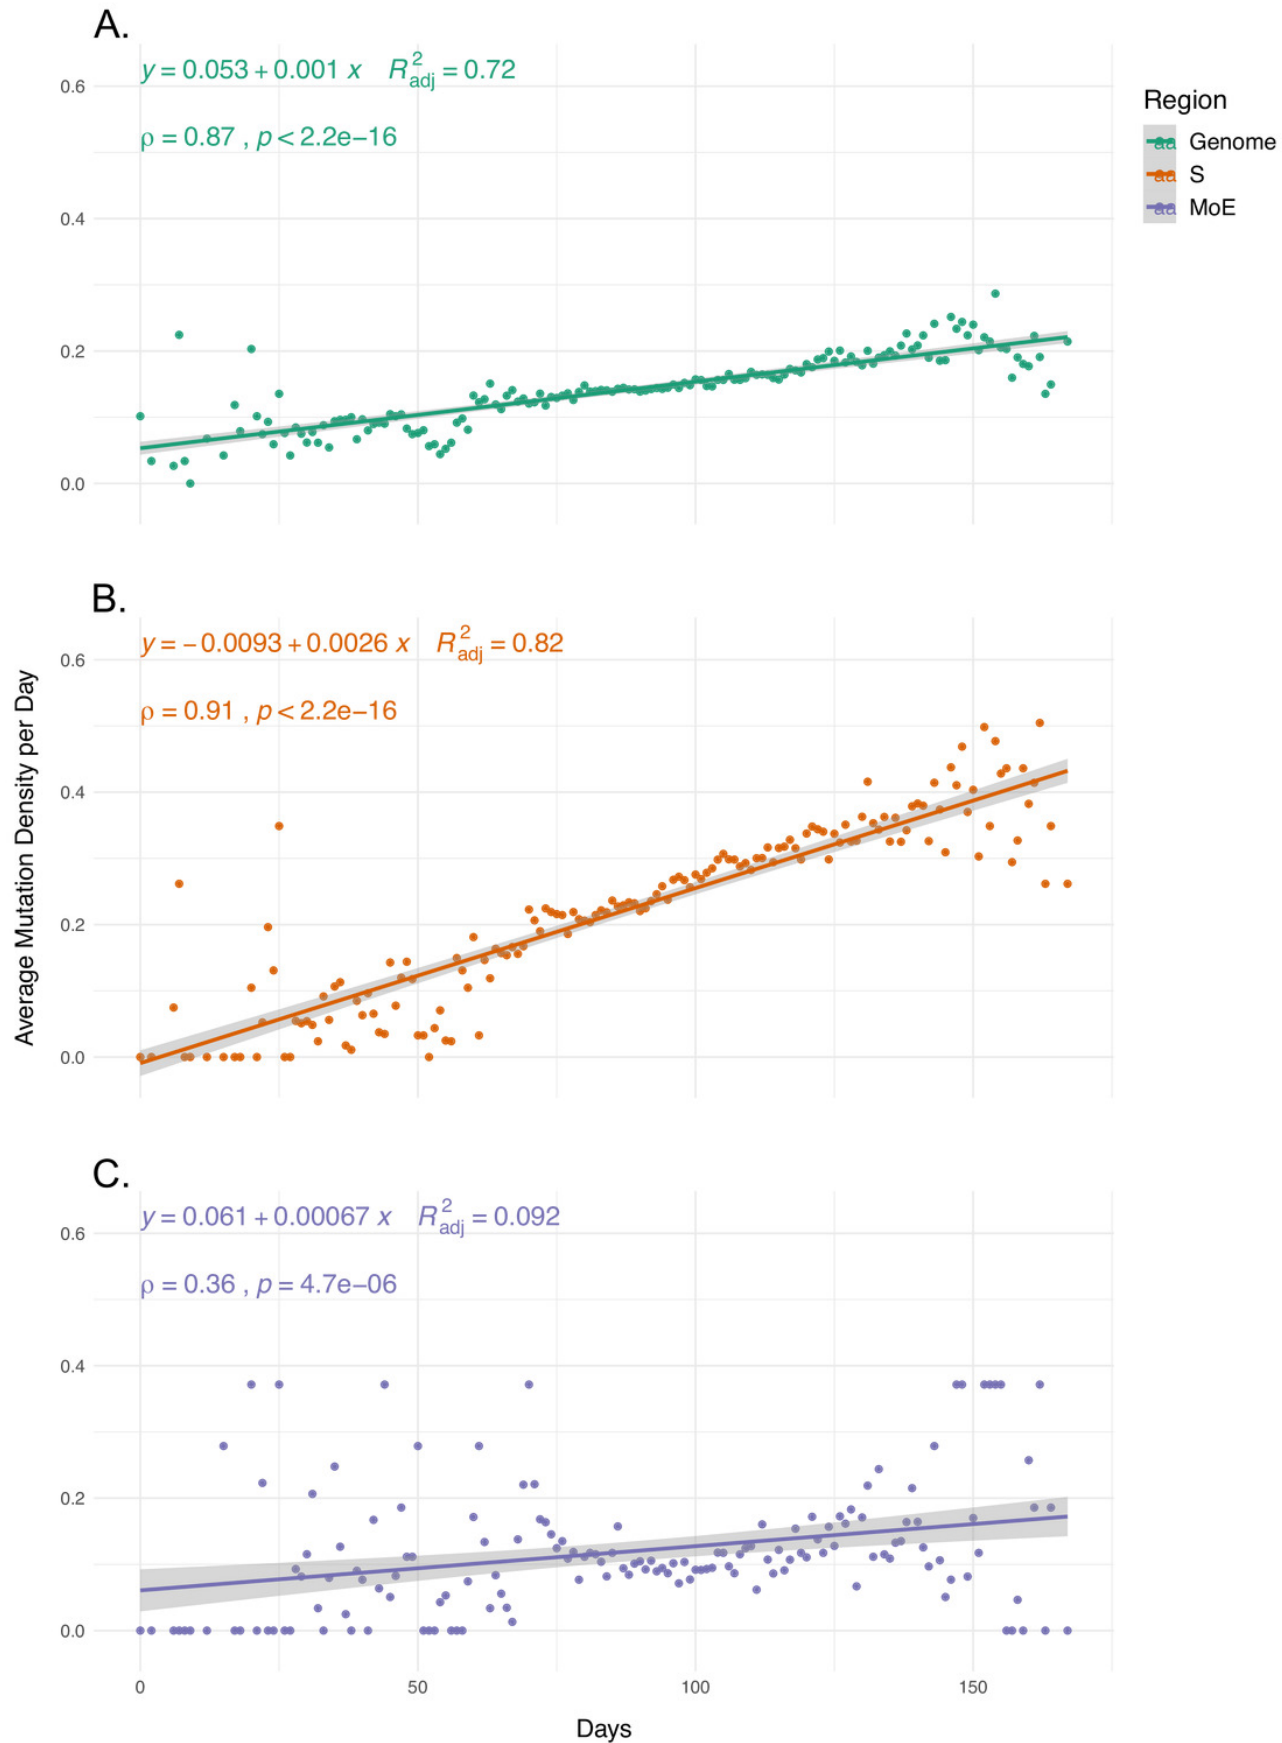 A.
y = 0.053 + 0.001 x R²adj = 0.72
ρ = 0.87 , p < 2.2e−16
0.6
0.4
0.2
0.0
Region
aa Genome
aa S
aa MoE
B.
y = − 0.0093 + 0.0026 x R²adj = 0.82
ρ = 0.91 , p < 2.2e−16
0.6
0.4
0.2
0.0
Average Mutation Density per Day
C.
y = 0.061 + 0.00067 x R²adj = 0.092
ρ = 0.36 , p = 4.7e−06
0.6
0.4
0.2
0.0
0 50 100 150
Days